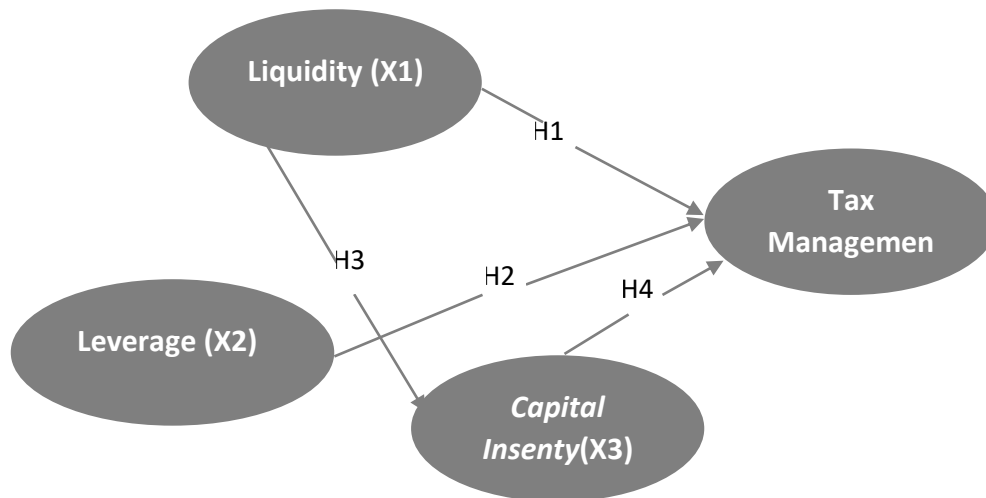 Liquidity (X1)
H1
Tax
Managemen
H3
H2
H4
Leverage (X2)
Capital
Insenty(X3)